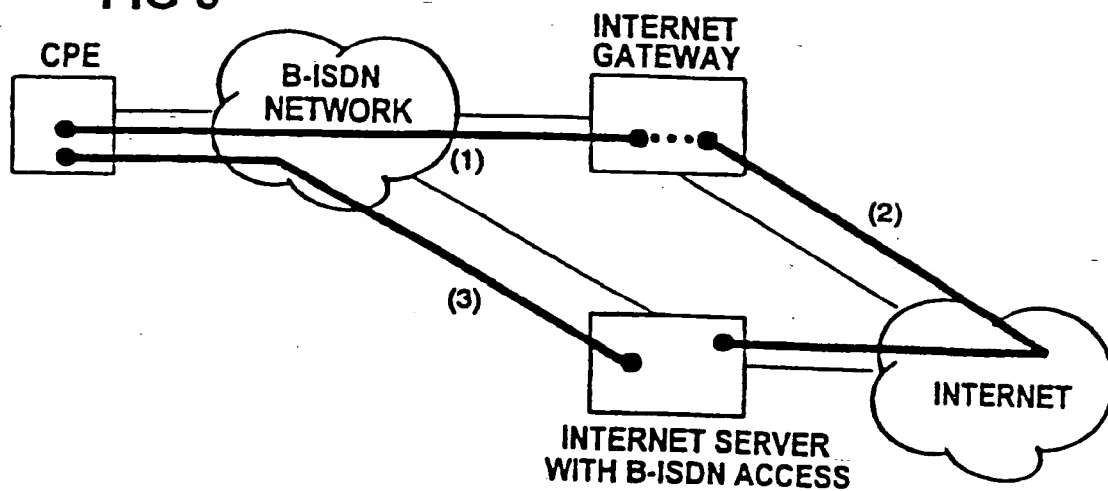 CPE
B-ISDN
NETWORK
INTERNET
GATEWAY
(1)
(2)
(3)
INTERNET
INTERNET SERVER
WITH B-ISDN ACCESS